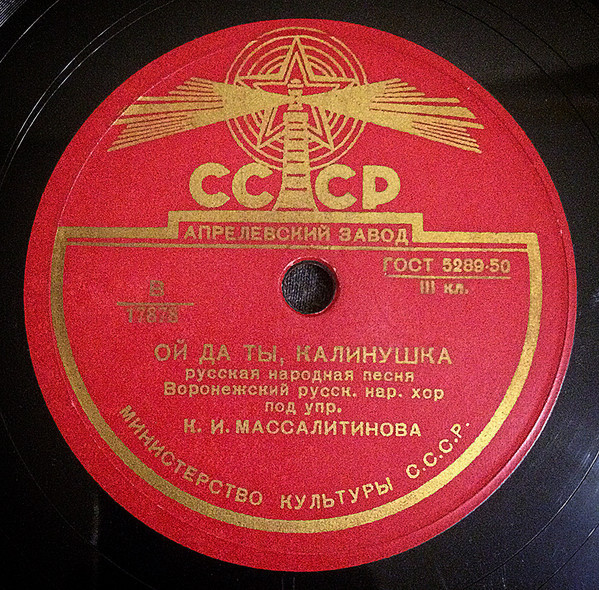 СССР
АПРЕЛЕВСКИЙ ЗАВОД
ГОСТ 5289-50
III кл.
В
17878
ОЙ ДА ТЫ, КАЛИНУШКА
русская народная песня
Воронежский русск. нар. хор
под упр.
К. И. МАССАЛИТИНОВА
МИНИСТЕРСТВО КУЛЬТУРЫ С.С.С.Р.